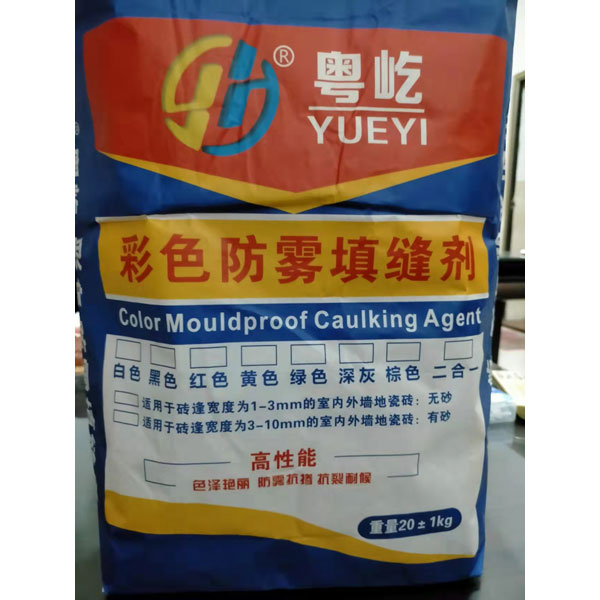 ®
粤屹
YUEYI
彩色防雾填缝剂
Color Mouldproof Caulking Agent
白色 黑色 红色 黄色 绿色 深灰 棕色 二合一
适用于砖逢宽度为1-3mm的室内外墙地瓷砖：无砂
适用于砖逢宽度为3-10mm的室内外墙地瓷砖：有砂
高性能
色泽艳丽 防雾抗掺 抗裂耐候
重量20±1kg